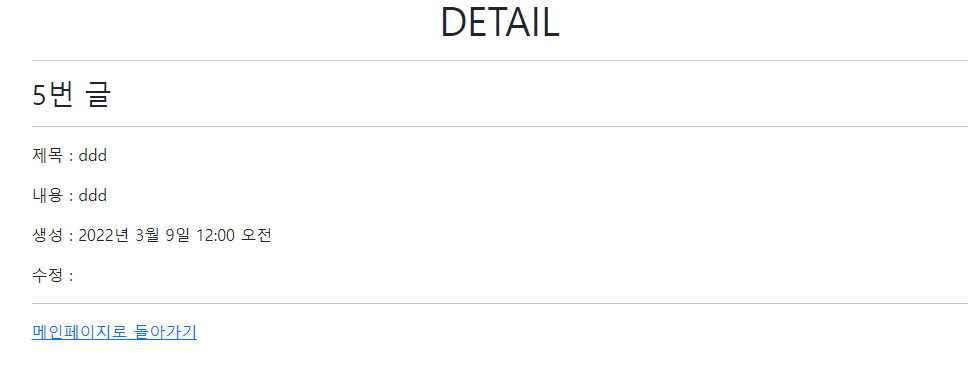 DETAIL
5번 글
제목 : ddd
내용 : ddd
생성 : 2022년 3월 9일 12:00 오전
수정 :
메인페이지로 돌아가기